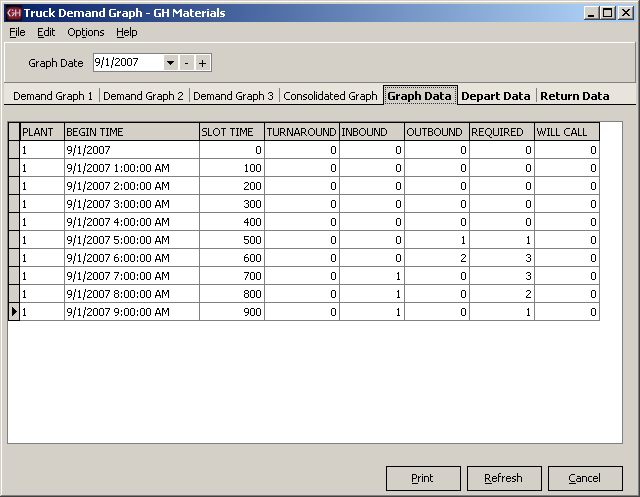 GH Truck Demand Graph - GH Materials
File Edit Options Help
Graph Date 9/1/2007 - +
Demand Graph 1 Demand Graph 2 Demand Graph 3 Consolidated Graph Graph Data Depart Data Return Data
PLANT BEGIN TIME SLOT TIME TURNAROUND INBOUND OUTBOUND REQUIRED WILL CALL
1 9/1/2007 0 0 0 0 0 0
1 9/1/2007 1:00:00 AM 100 0 0 0 0 0
1 9/1/2007 2:00:00 AM 200 0 0 0 0 0
1 9/1/2007 3:00:00 AM 300 0 0 0 0 0
1 9/1/2007 4:00:00 AM 400 0 0 0 0 0
1 9/1/2007 5:00:00 AM 500 0 0 1 1 0
1 9/1/2007 6:00:00 AM 600 0 0 2 3 0
1 9/1/2007 7:00:00 AM 700 0 1 0 3 0
1 9/1/2007 8:00:00 AM 800 0 1 0 2 0
1 9/1/2007 9:00:00 AM 900 0 1 0 1 0
Print Refresh Cancel